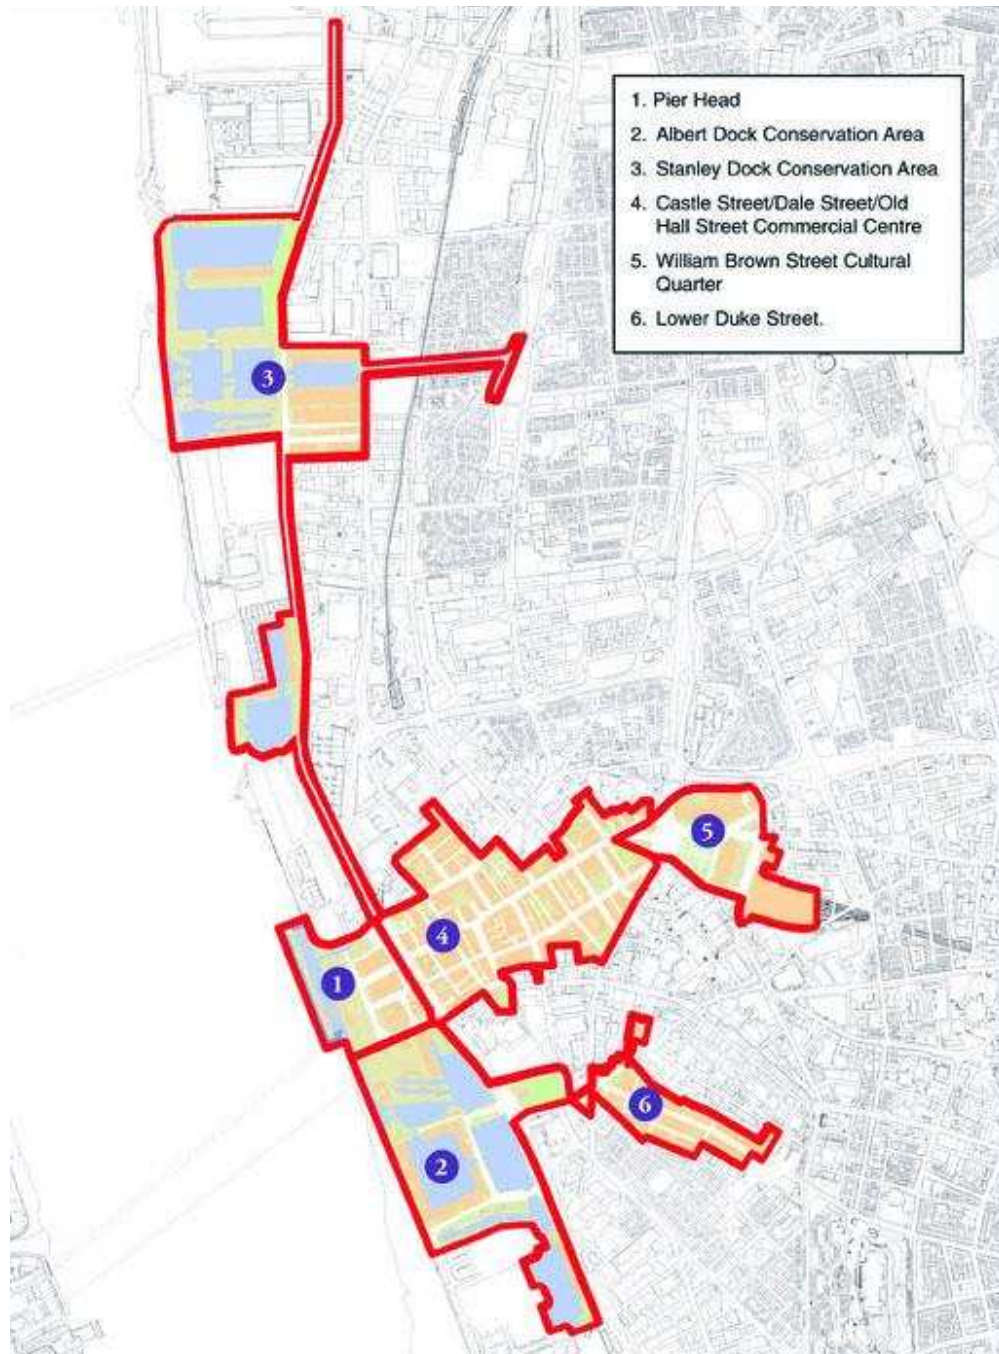 1. Pier Head
2. Albert Dock Conservation Area
3. Stanley Dock Conservation Area
4. Castle Street/Dale Street/Old
Hall Street Commercial Centre
5. William Brown Street Cultural
Quarter
6. Lower Duke Street.
3
5
4
1
6
2